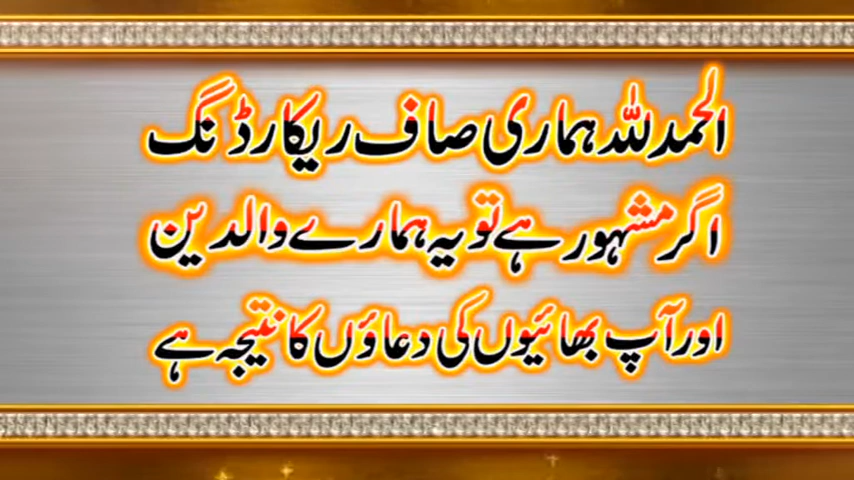 الحمدللہ ہماری صاف ریکارڈنگ
اگر مشہور ہے تو یہ ہمارے والدین
اور آپ بھائیوں کی دعاؤں کا نتیجہ ہے